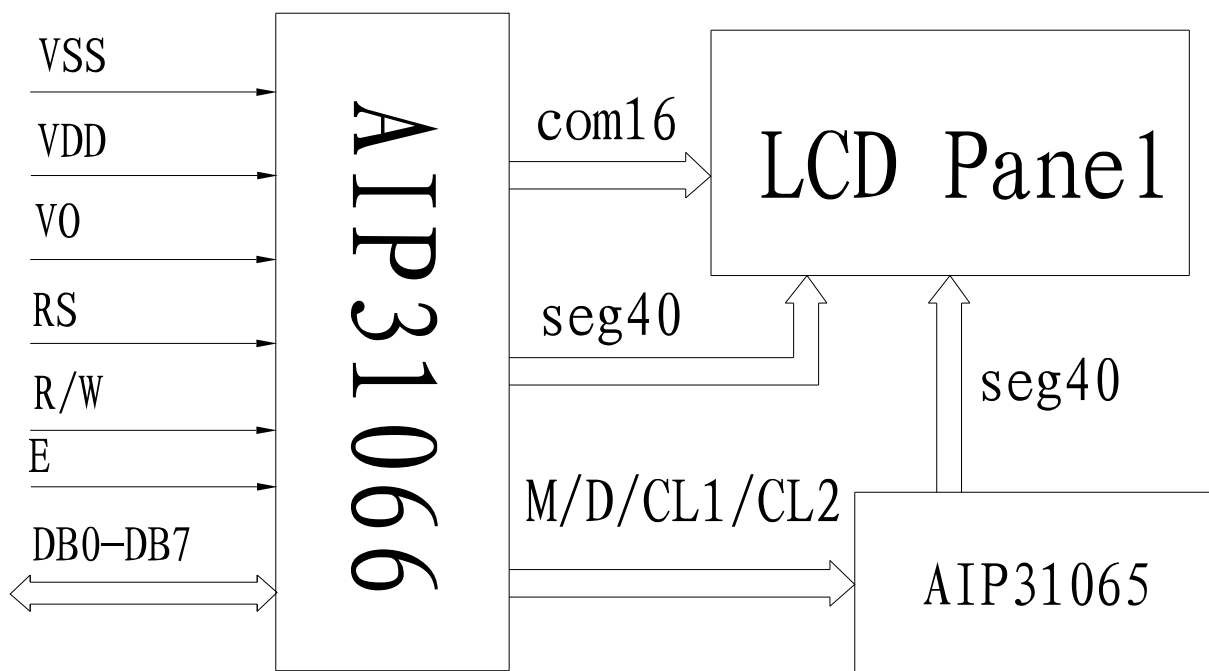 VSS
VDD
VO
RS
R/W
E
DB0-DB7
AIP31066
com16
seg40
M/D/CL1/CL2
LCD Panel
seg40
AIP31065